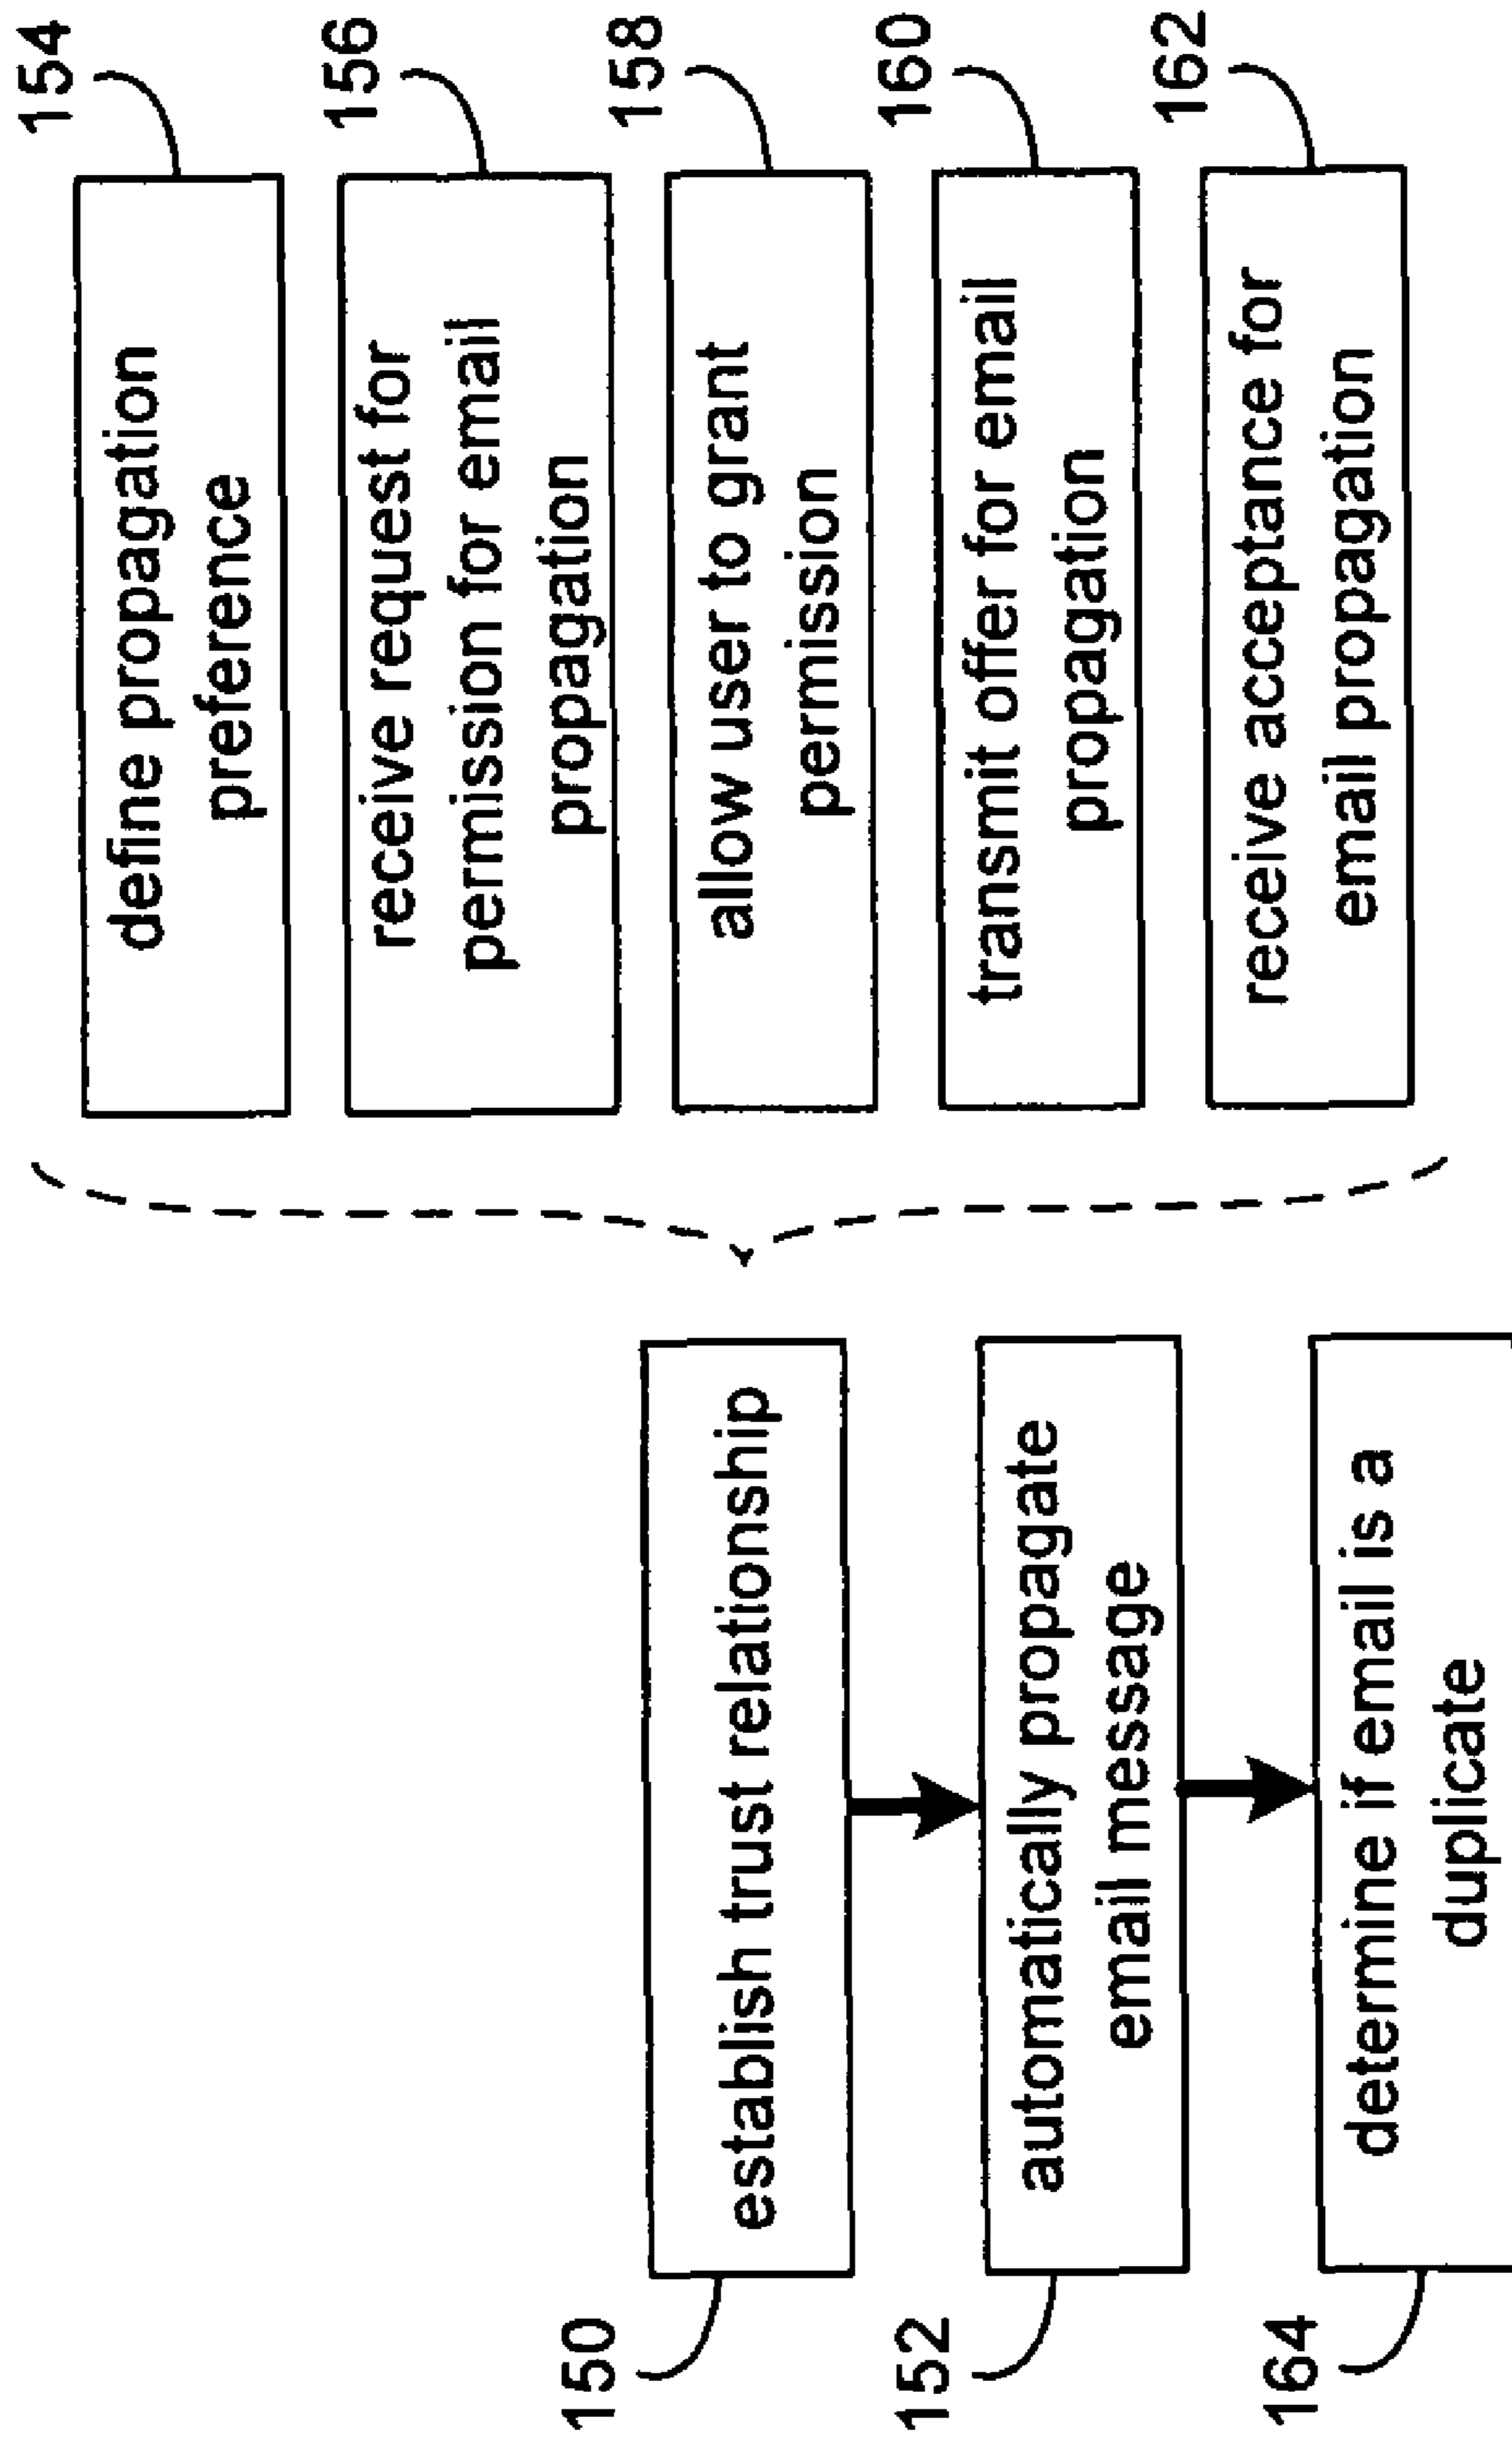 154
define propagation
preference
156
receive request for
permission for email
propagation
158
allow user to grant
permission
160
transmit offer for email
propagation
162
receive acceptance for
email propagation
150
establish trust relationship
152
automatically propagate
email message
164
determine if email is a
duplicate